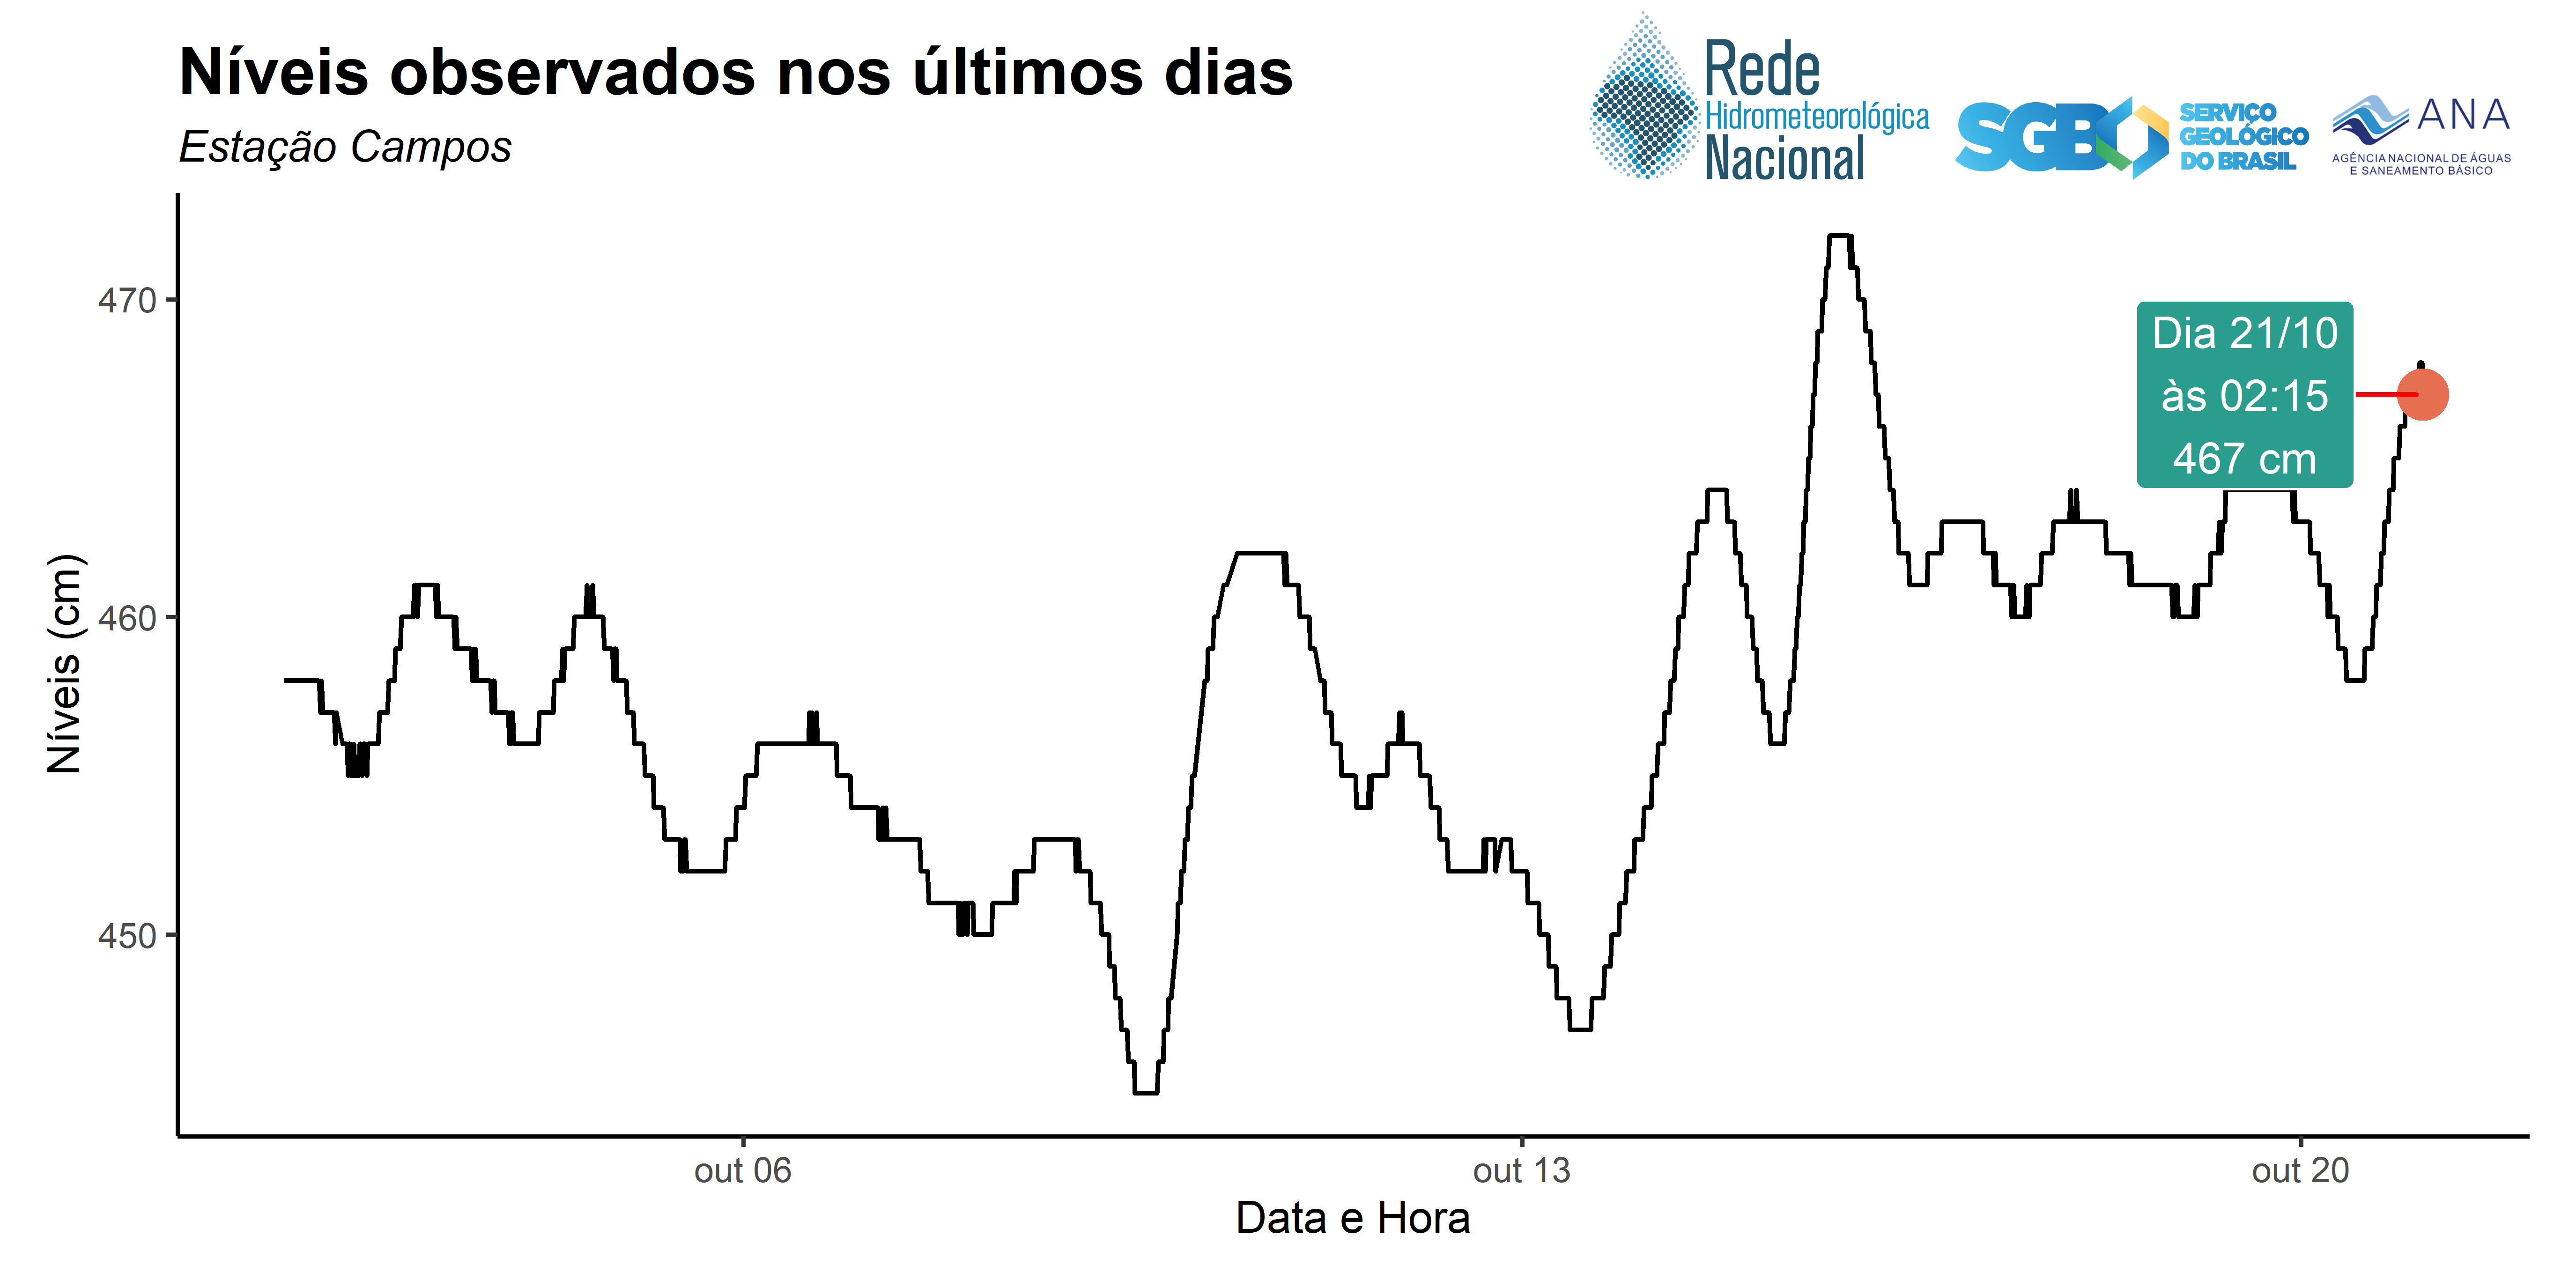 Níveis observados nos últimos dias
Estação Campos
Rede
Hidrometeorológica
Nacional
SGB
SERVIÇO
GEOLÓGICO
DO BRASIL
ANA
AGÊNCIA NACIONAL DE ÁGUAS
E SANEAMENTO BÁSICO
Níveis (cm)
470
460
450
Dia 21/10
às 02:15
467 cm
out 06
out 13
out 20
Data e Hora